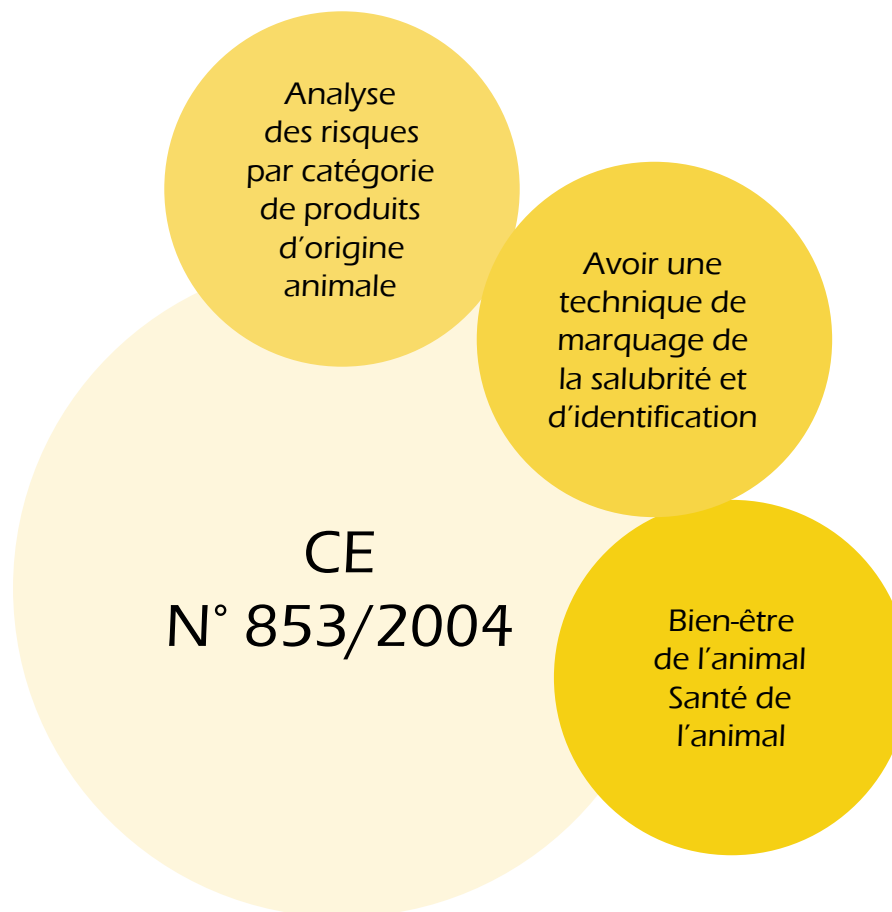 Analyse
des risques
par catégorie
de produits
d'origine
animale
Avoir une
technique de
marquage de
la salubrité et
d'identification
CE
N° 853/2004
Bien-être
de l'animal
Santé de
l'animal